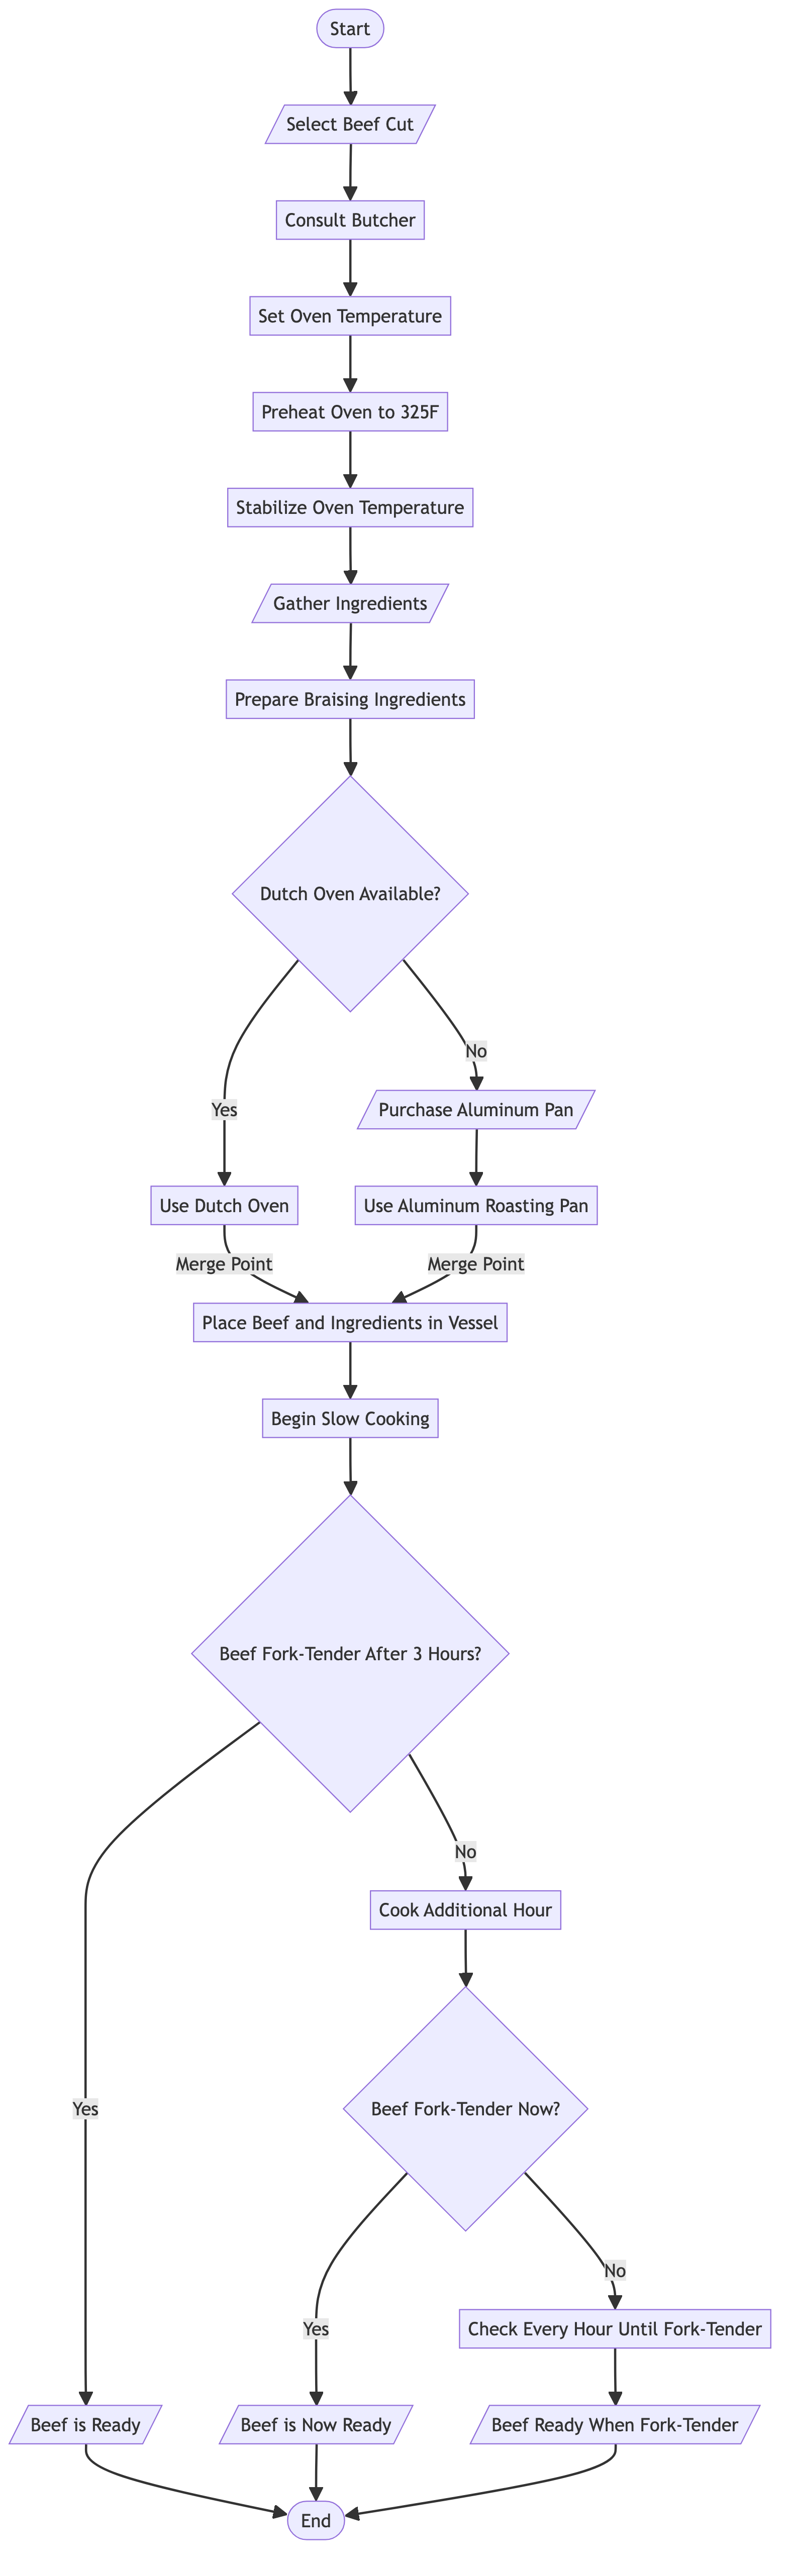 Start
Select Beef Cut
Consult Butcher
Set Oven Temperature
Preheat Oven to 325F
Stabilize Oven Temperature
Gather Ingredients
Prepare Braising Ingredients
Dutch Oven Available?
No
Yes
Purchase Aluminum Pan
Use Dutch Oven
Use Aluminum Roasting Pan
Merge Point
Merge Point
Place Beef and Ingredients in Vessel
Begin Slow Cooking
Beef Fork-Tender After 3 Hours?
No
Cook Additional Hour
Yes
Beef Fork-Tender Now?
No
Yes
Check Every Hour Until Fork-Tender
Beef is Ready
Beef is Now Ready
Beef Ready When Fork-Tender
End